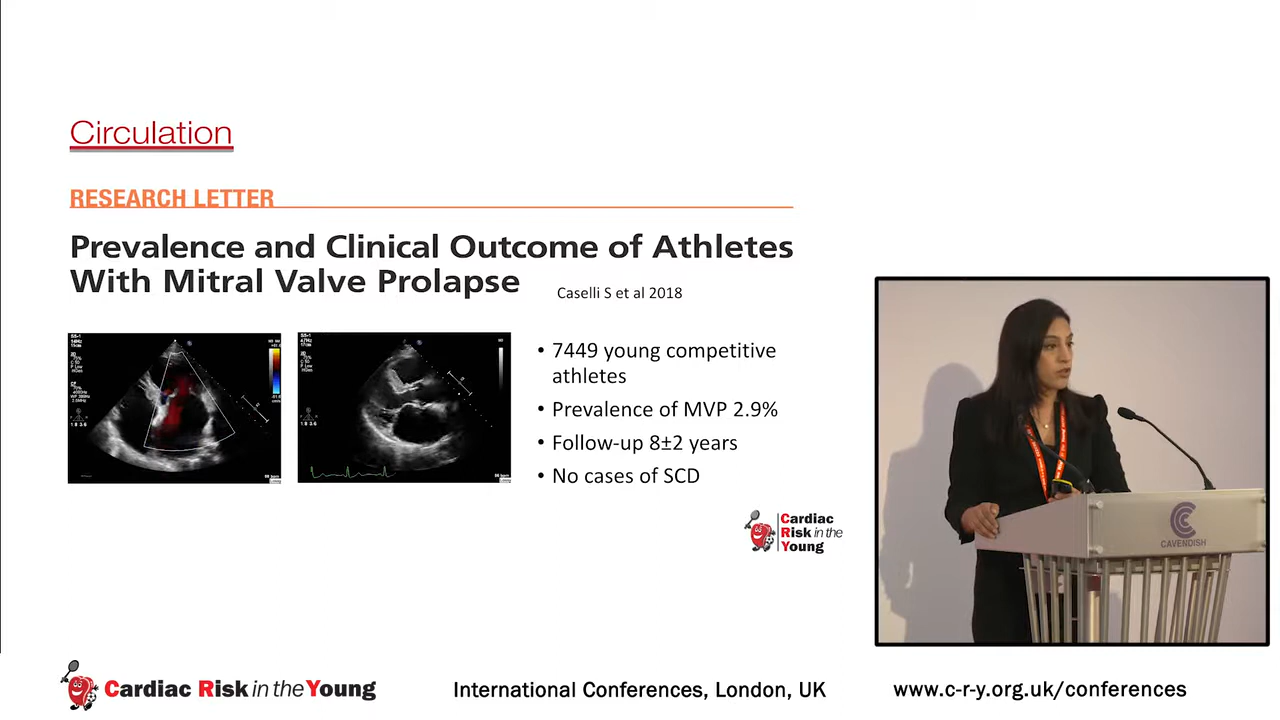 Circulation
RESEARCH LETTER
Prevalence and Clinical Outcome of Athletes
With Mitral Valve Prolapse
Caselli S et al 2018
• 7449 young competitive
athletes
• Prevalence of MVP 2.9%
• Follow-up 8±2 years
• No cases of SCD
Cardiac
Risk in the
Young
CAVENDISH
Cardiac Risk in the Young
International Conferences, London, UK
www.c-r-y.org.uk/conferences